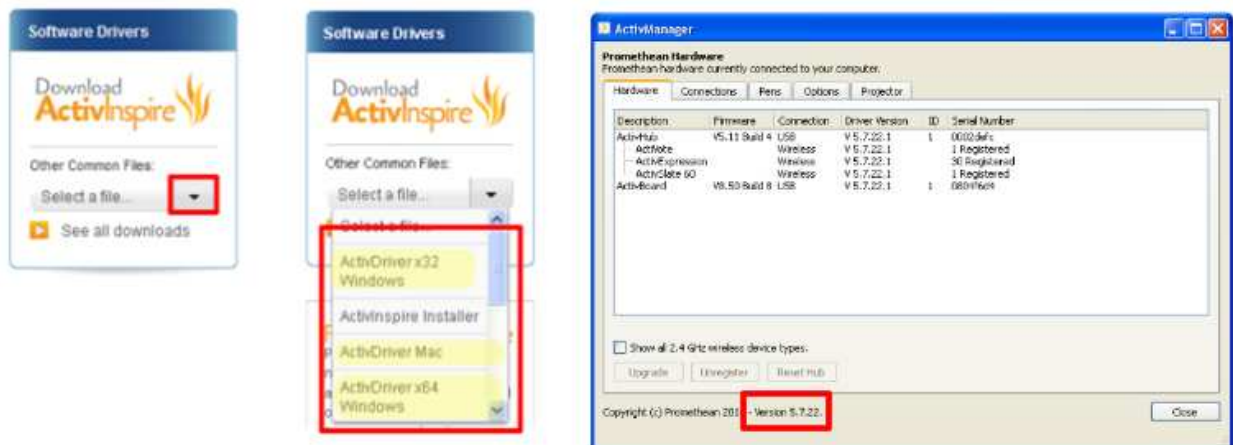 Software Drivers
Download
ActivInspire
Other Common Files:
Select a file...
See all downloads
Software Drivers
Download
ActivInspire
Other Common Files:
Select a file...
Select a file...
ActivDriver x32
Windows
ActivInspire Installer
ActivDriver Mac
ActivDriver x64
Windows
ActivManager
Promethean Hardware
Promethean hardware currently connected to your computer.
Hardware Connections Pens Options Projector
Description Firmware Connection Driver Version ID Serial Number
ActivHub V5.11 Build 4 USB V 5.7.22.1 1
ActiVote Wireless V 5.7.22.1 1 Registered
ActivExpression Wireless V 5.7.22.1 30 Registered
ActivSlate 60 Wireless V 5.7.22.1 1 Registered
ActivBoard V8.50 Build 8 USB V 5.7.22.1 1
Show all 2.4 GHz wireless device types.
Upgrade Unregister Reset Hub
Copyright (c) Promethean - Version 5.7.22.
Close